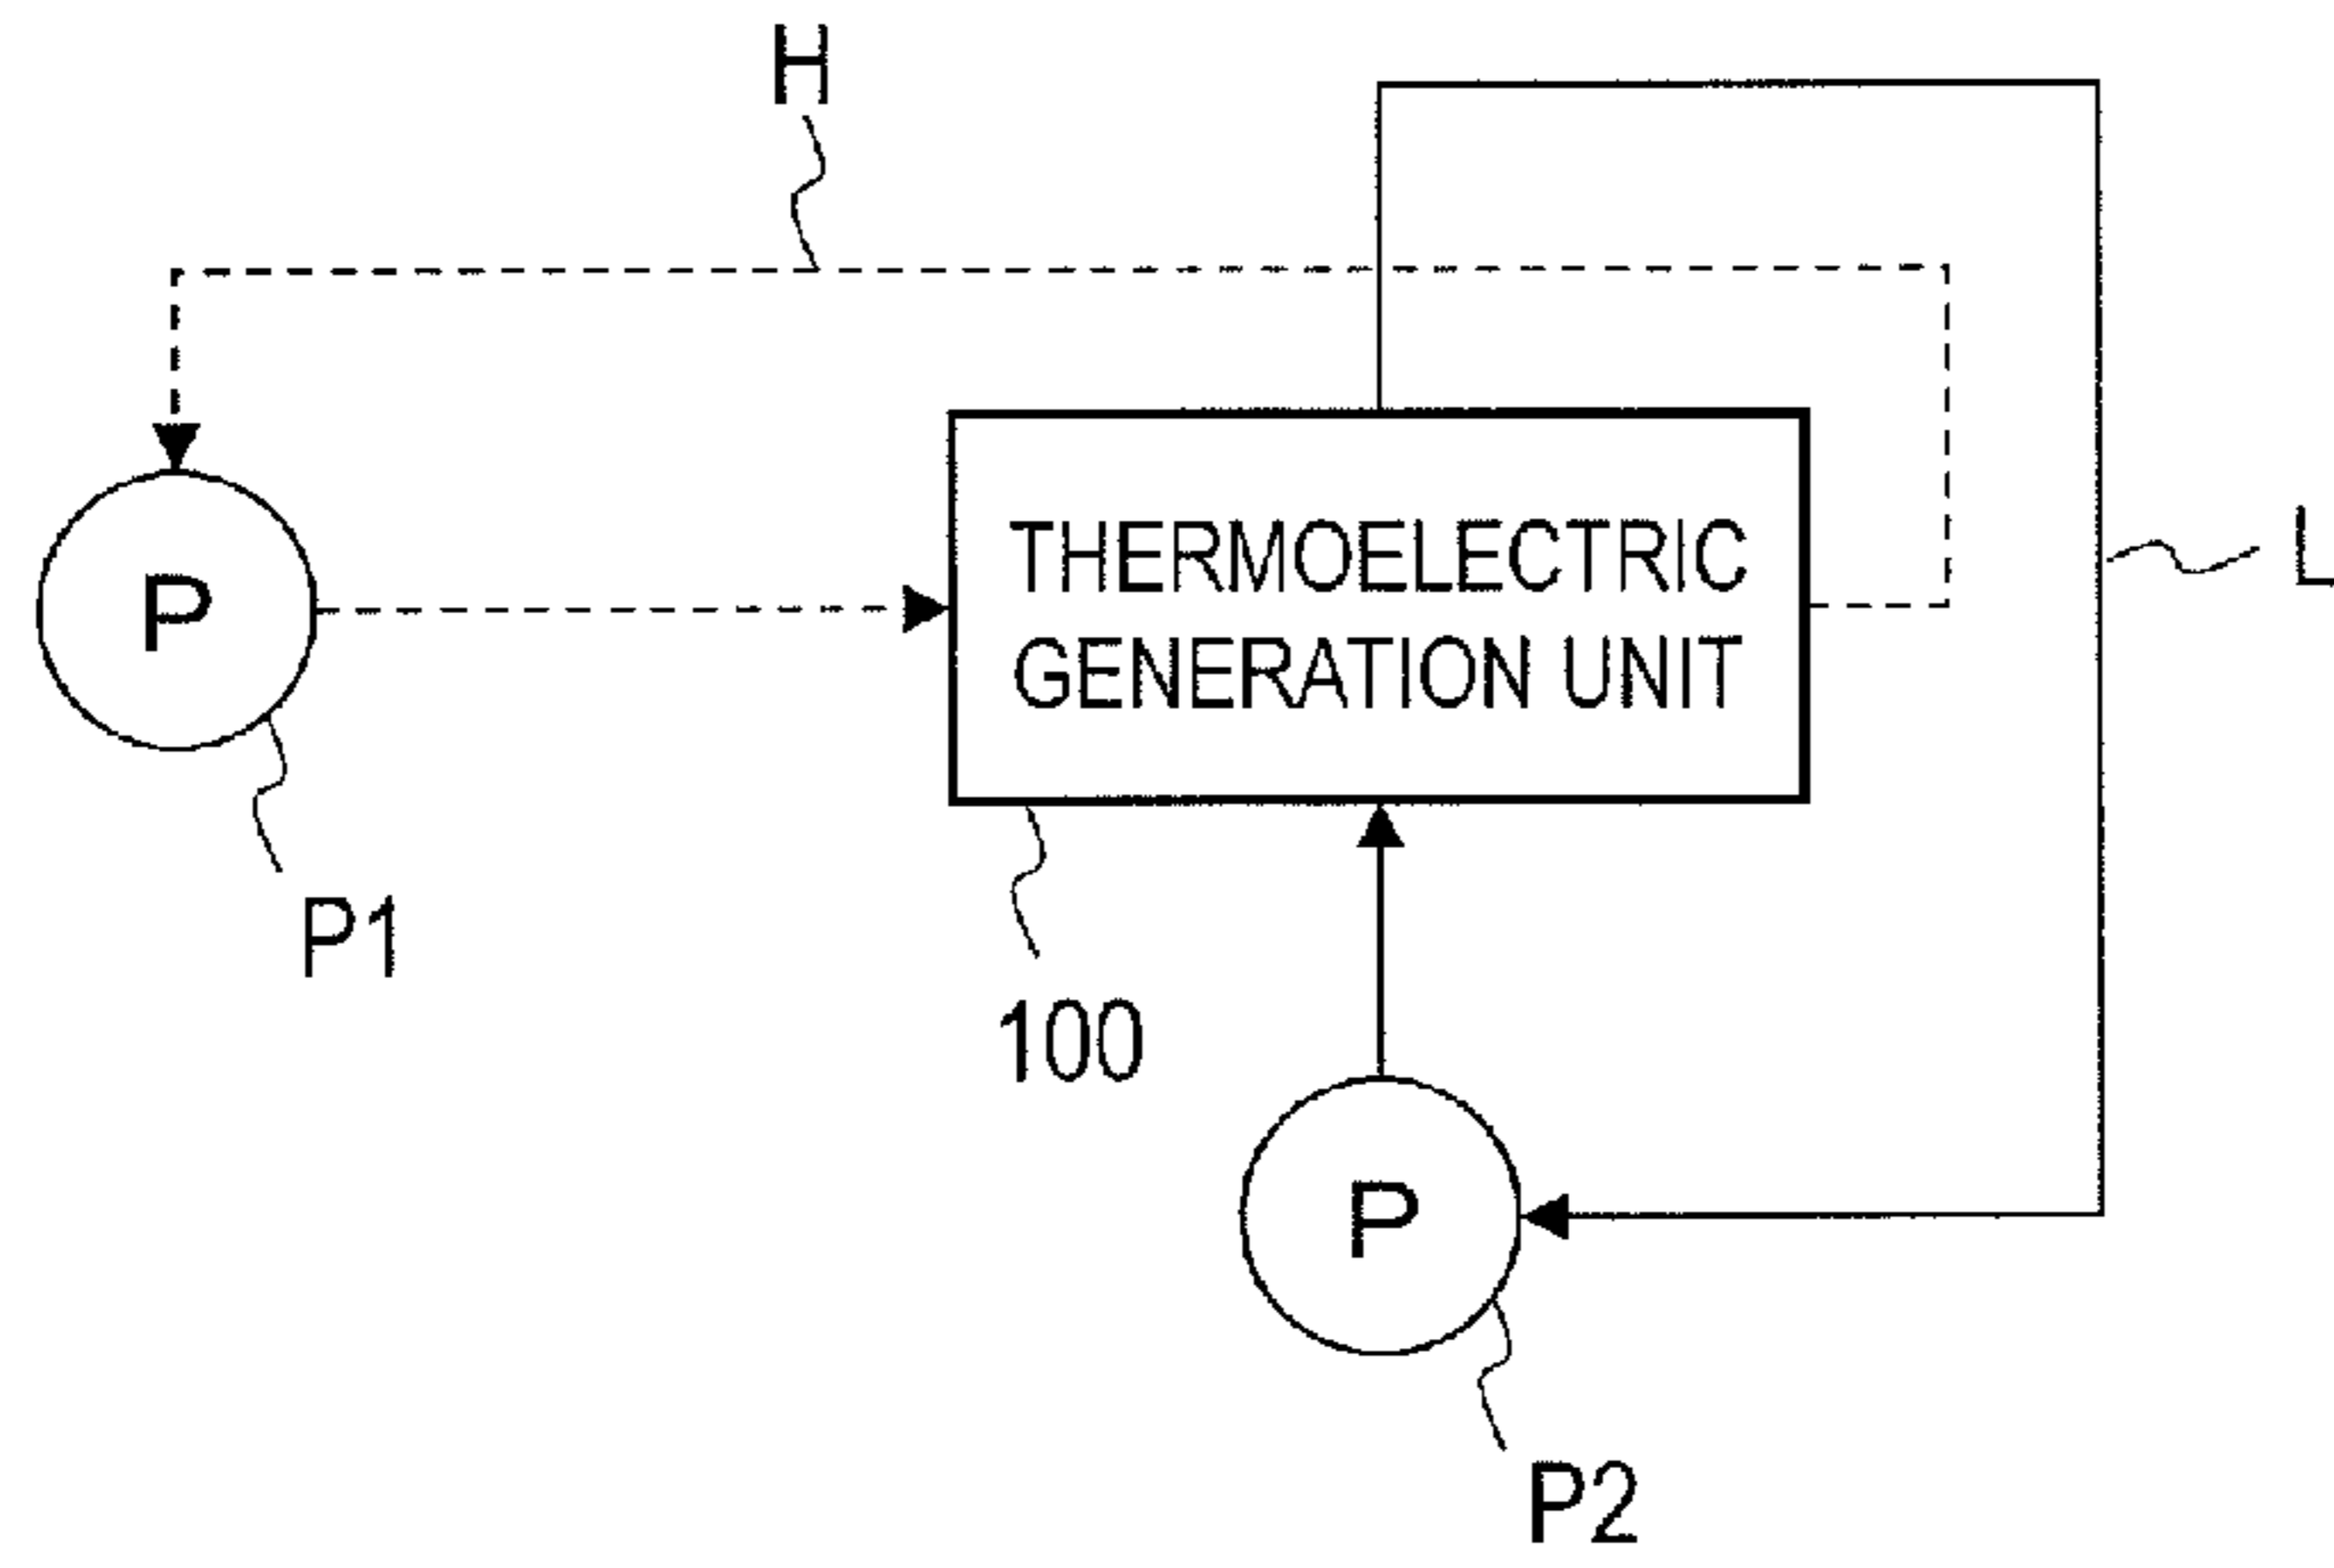 H
THERMOELECTRIC
GENERATION UNIT
L
P
P1
100
P
P2